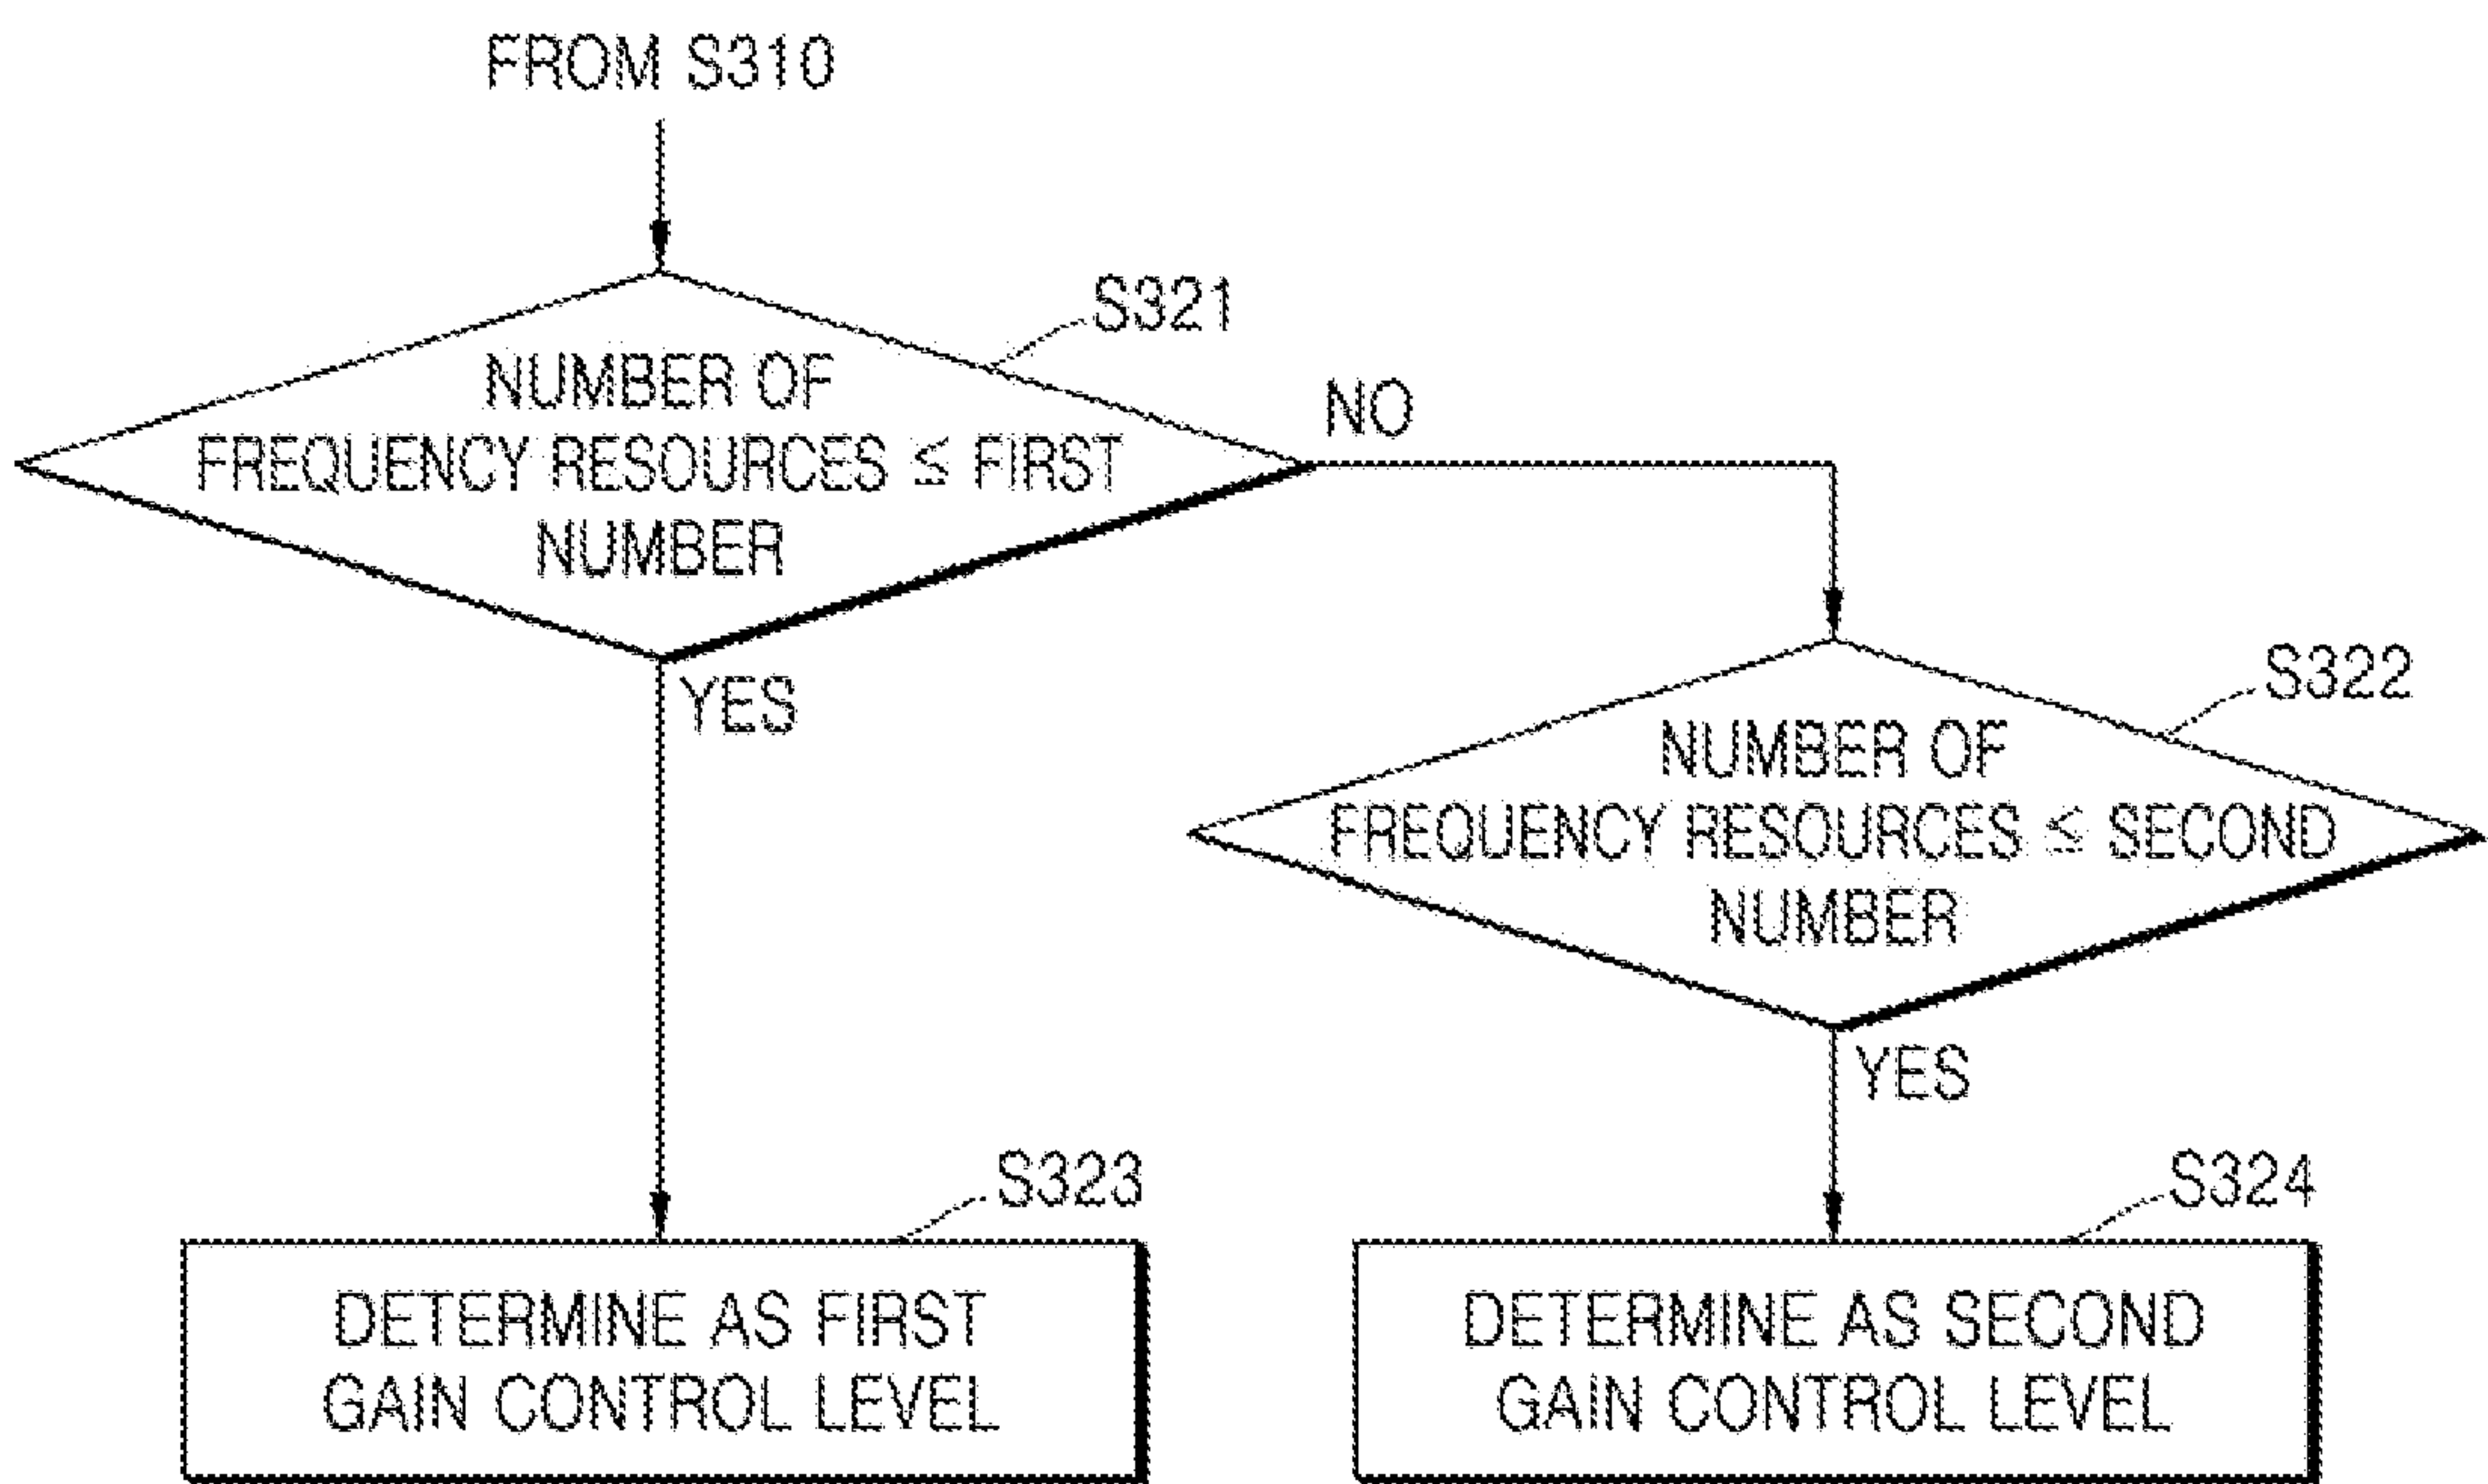 FROM S310
S321
NUMBER OF
FREQUENCY RESOURCES ≤ FIRST
NUMBER
NO
YES
S322
NUMBER OF
FREQUENCY RESOURCES ≤ SECOND
NUMBER
YES
S323
DETERMINE AS FIRST
GAIN CONTROL LEVEL
S324
DETERMINE AS SECOND
GAIN CONTROL LEVEL